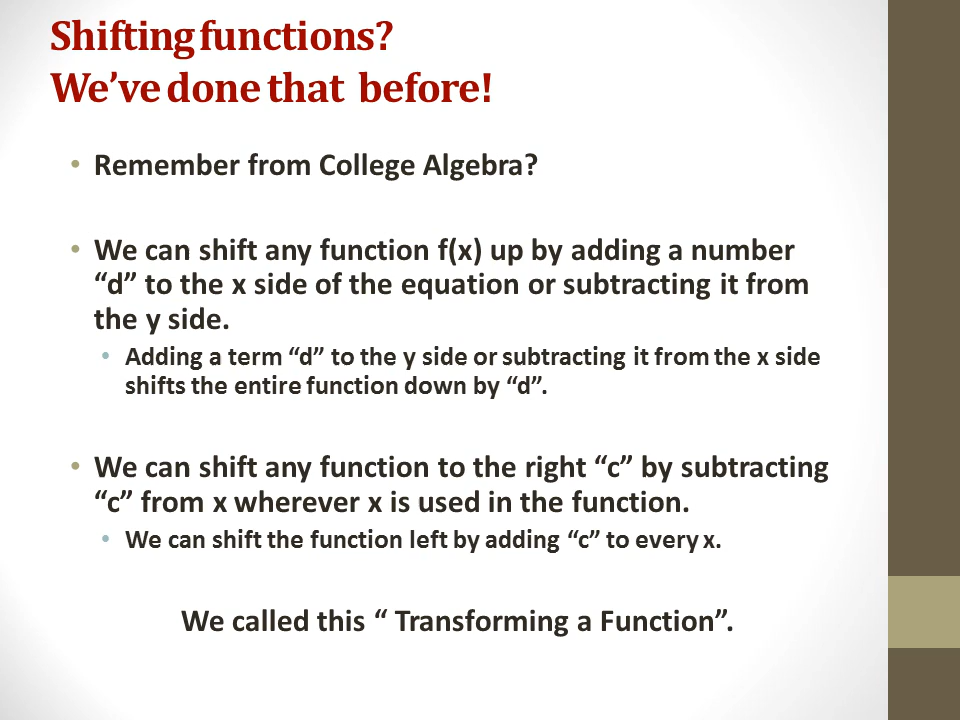 Shifting functions?
We’ve done that before!
• Remember from College Algebra?
• We can shift any function f(x) up by adding a number
“d” to the x side of the equation or subtracting it from
the y side.
• Adding a term “d” to the y side or subtracting it from the x side
shifts the entire function down by “d”.
• We can shift any function to the right “c” by subtracting
“c” from x wherever x is used in the function.
• We can shift the function left by adding “c” to every x.
We called this “ Transforming a Function”.